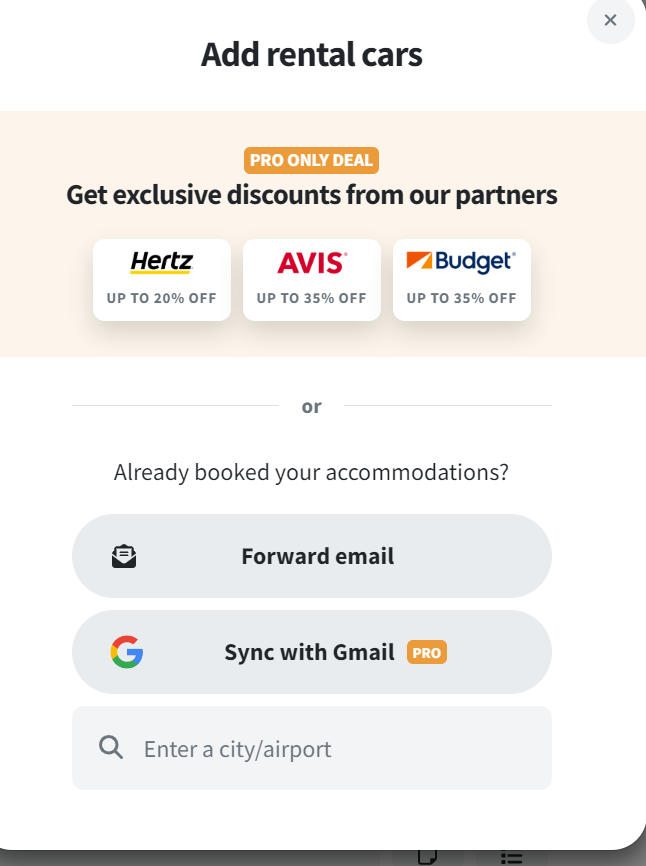 Add rental cars
PRO ONLY DEAL
Get exclusive discounts from our partners
Hertz
AVIS®
Budget®
UP TO 20% OFF
UP TO 35% OFF
UP TO 35% OFF
or
Already booked your accommodations?
Forward email
Sync with Gmail PRO
Enter a city/airport